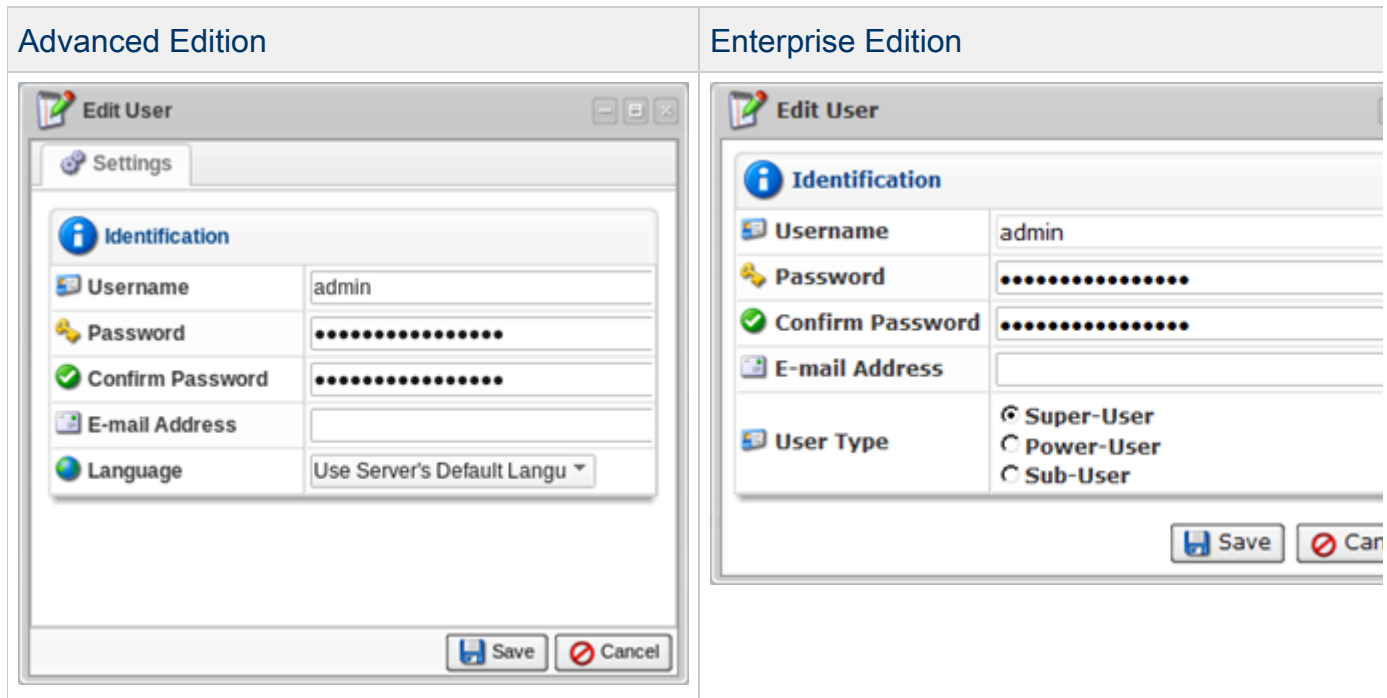 Advanced Edition
Enterprise Edition
Edit User
Settings
Identification
Username
admin
Password
••••••••••••••••
Confirm Password
••••••••••••••••
E-mail Address
Language
Use Server's Default Langu
Save
Cancel
Edit User
Identification
Username
admin
Password
••••••••••••••••
Confirm Password
••••••••••••••••
E-mail Address
User Type
Super-User
Power-User
Sub-User
Save
Can